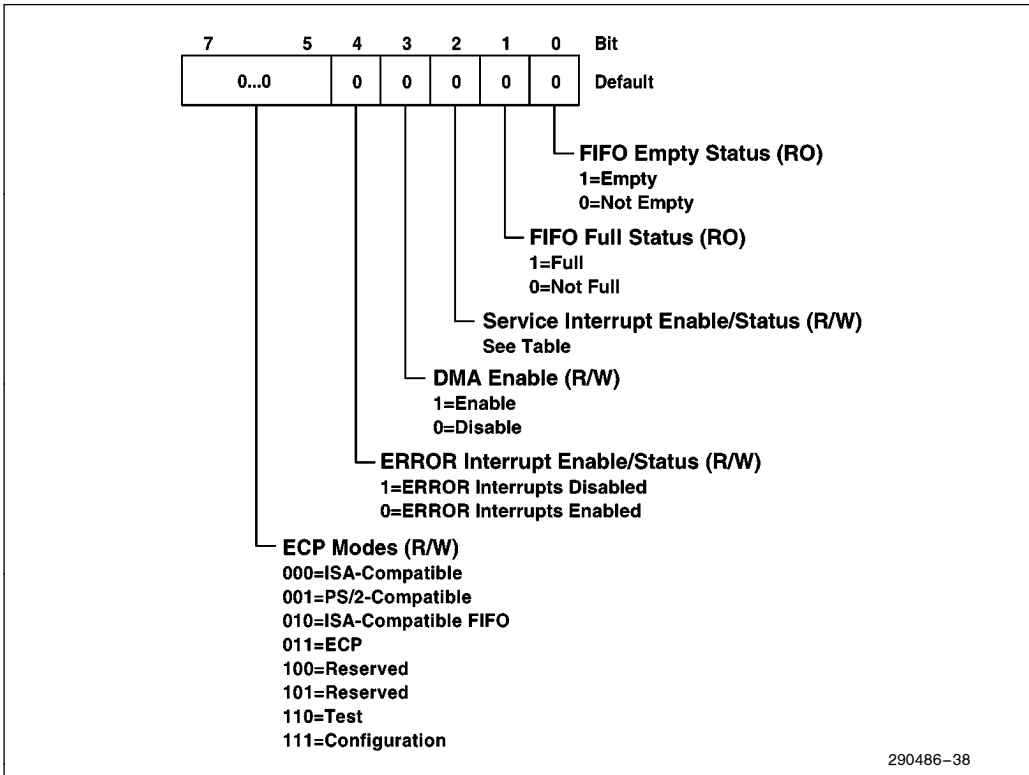 7 5 4 3 2 1 0 Bit
0...0 0 0 0 0 0 Default
FIFO Empty Status (RO)
1=Empty
0=Not Empty
FIFO Full Status (RO)
1=Full
0=Not Full
Service Interrupt Enable/Status (R/W)
See Table
DMA Enable (R/W)
1=Enable
0=Disable
ERROR Interrupt Enable/Status (R/W)
1=ERROR Interrupts Disabled
0=ERROR Interrupts Enabled
ECP Modes (R/W)
000=ISA-Compatible
001=PS/2-Compatible
010=ISA-Compatible FIFO
011=ECP
100=Reserved
101=Reserved
110=Test
111=Configuration
290486–38